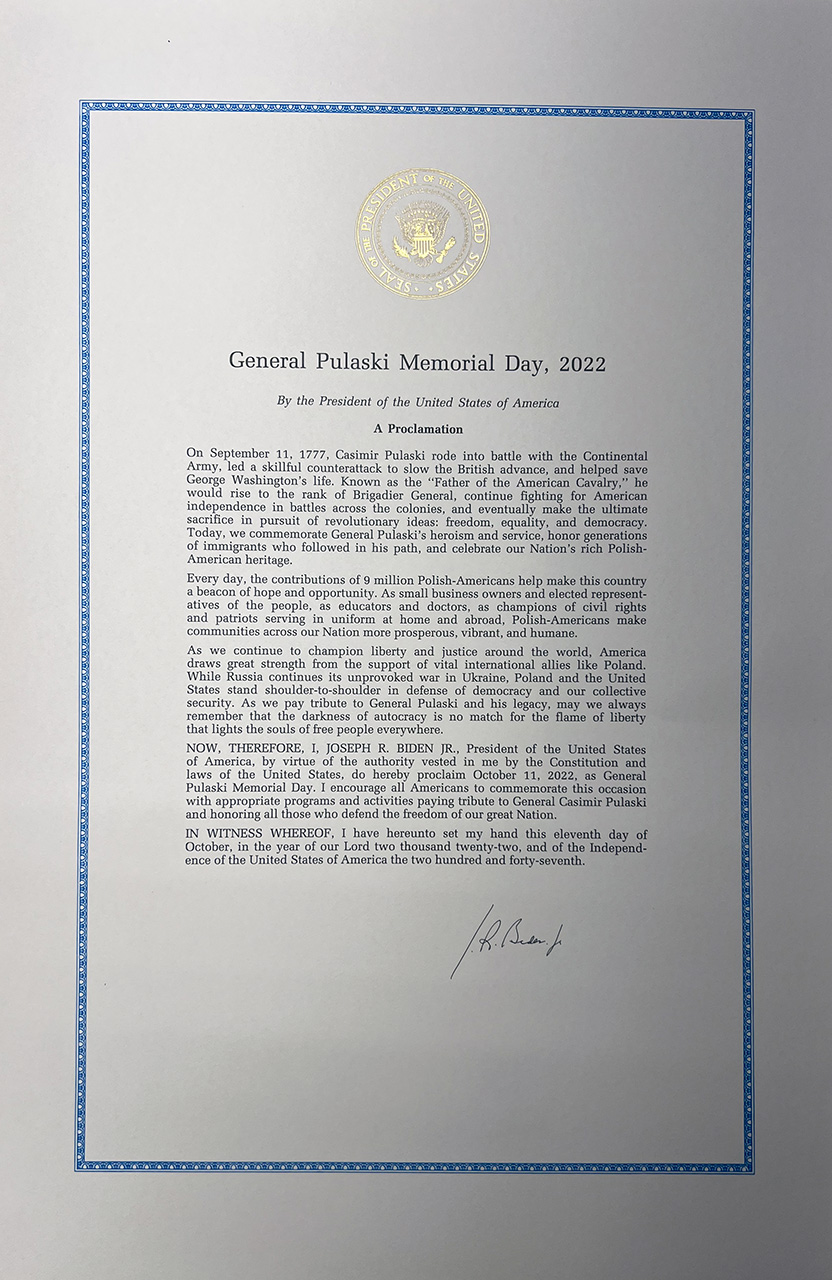 SEAL OF THE PRESIDENT OF THE UNITED STATES
General Pulaski Memorial Day, 2022
By the President of the United States of America
A Proclamation
On September 11, 1777, Casimir Pulaski rode into battle with the Continental
Army, led a skillful counterattack to slow the British advance, and helped save
George Washington’s life. Known as the “Father of the American Cavalry,” he
would rise to the rank of Brigadier General, continue fighting for American
independence in battles across the colonies, and eventually make the ultimate
sacrifice in pursuit of revolutionary ideas: freedom, equality, and democracy.
Today, we commemorate General Pulaski’s heroism and service, honor generations
of immigrants who followed in his path, and celebrate our Nation’s rich Polish-
American heritage.
Every day, the contributions of 9 million Polish-Americans help make this country
a beacon of hope and opportunity. As small business owners and elected represent-
atives of the people, as educators and doctors, as champions of civil rights
and patriots serving in uniform at home and abroad, Polish-Americans make
communities across our Nation more prosperous, vibrant, and humane.
As we continue to champion liberty and justice around the world, America
draws great strength from the support of vital international allies like Poland.
While Russia continues its unprovoked war in Ukraine, Poland and the United
States stand shoulder-to-shoulder in defense of democracy and our collective
security. As we pay tribute to General Pulaski and his legacy, may we always
remember that the darkness of autocracy is no match for the flame of liberty
that lights the souls of free people everywhere.
NOW, THEREFORE, I, JOSEPH R. BIDEN JR., President of the United States
of America, by virtue of the authority vested in me by the Constitution and
laws of the United States, do hereby proclaim October 11, 2022, as General
Pulaski Memorial Day. I encourage all Americans to commemorate this occasion
with appropriate programs and activities paying tribute to General Casimir Pulaski
and honoring all those who defend the freedom of our great Nation.
IN WITNESS WHEREOF, I have hereunto set my hand this eleventh day of
October, in the year of our Lord two thousand twenty-two, and of the Independ-
ence of the United States of America the two hundred and forty-seventh.
J. R. Biden Jr